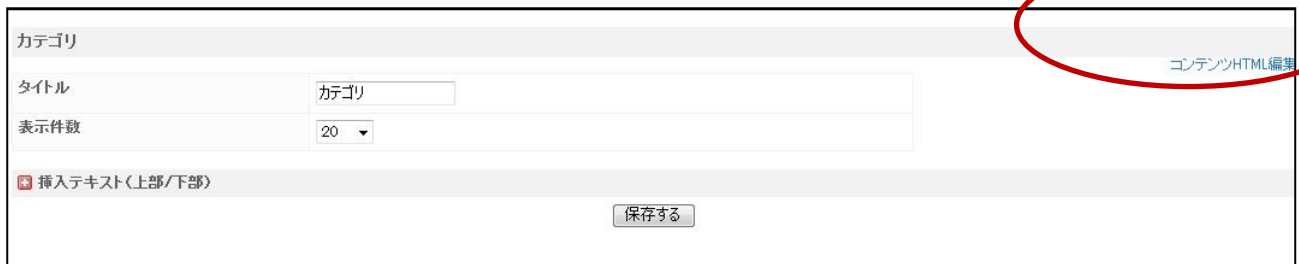 カテゴリ
コンテンツHTML編集
タイトル
カテゴリ
表示件数
20
挿入テキスト(上部/下部)
保存する